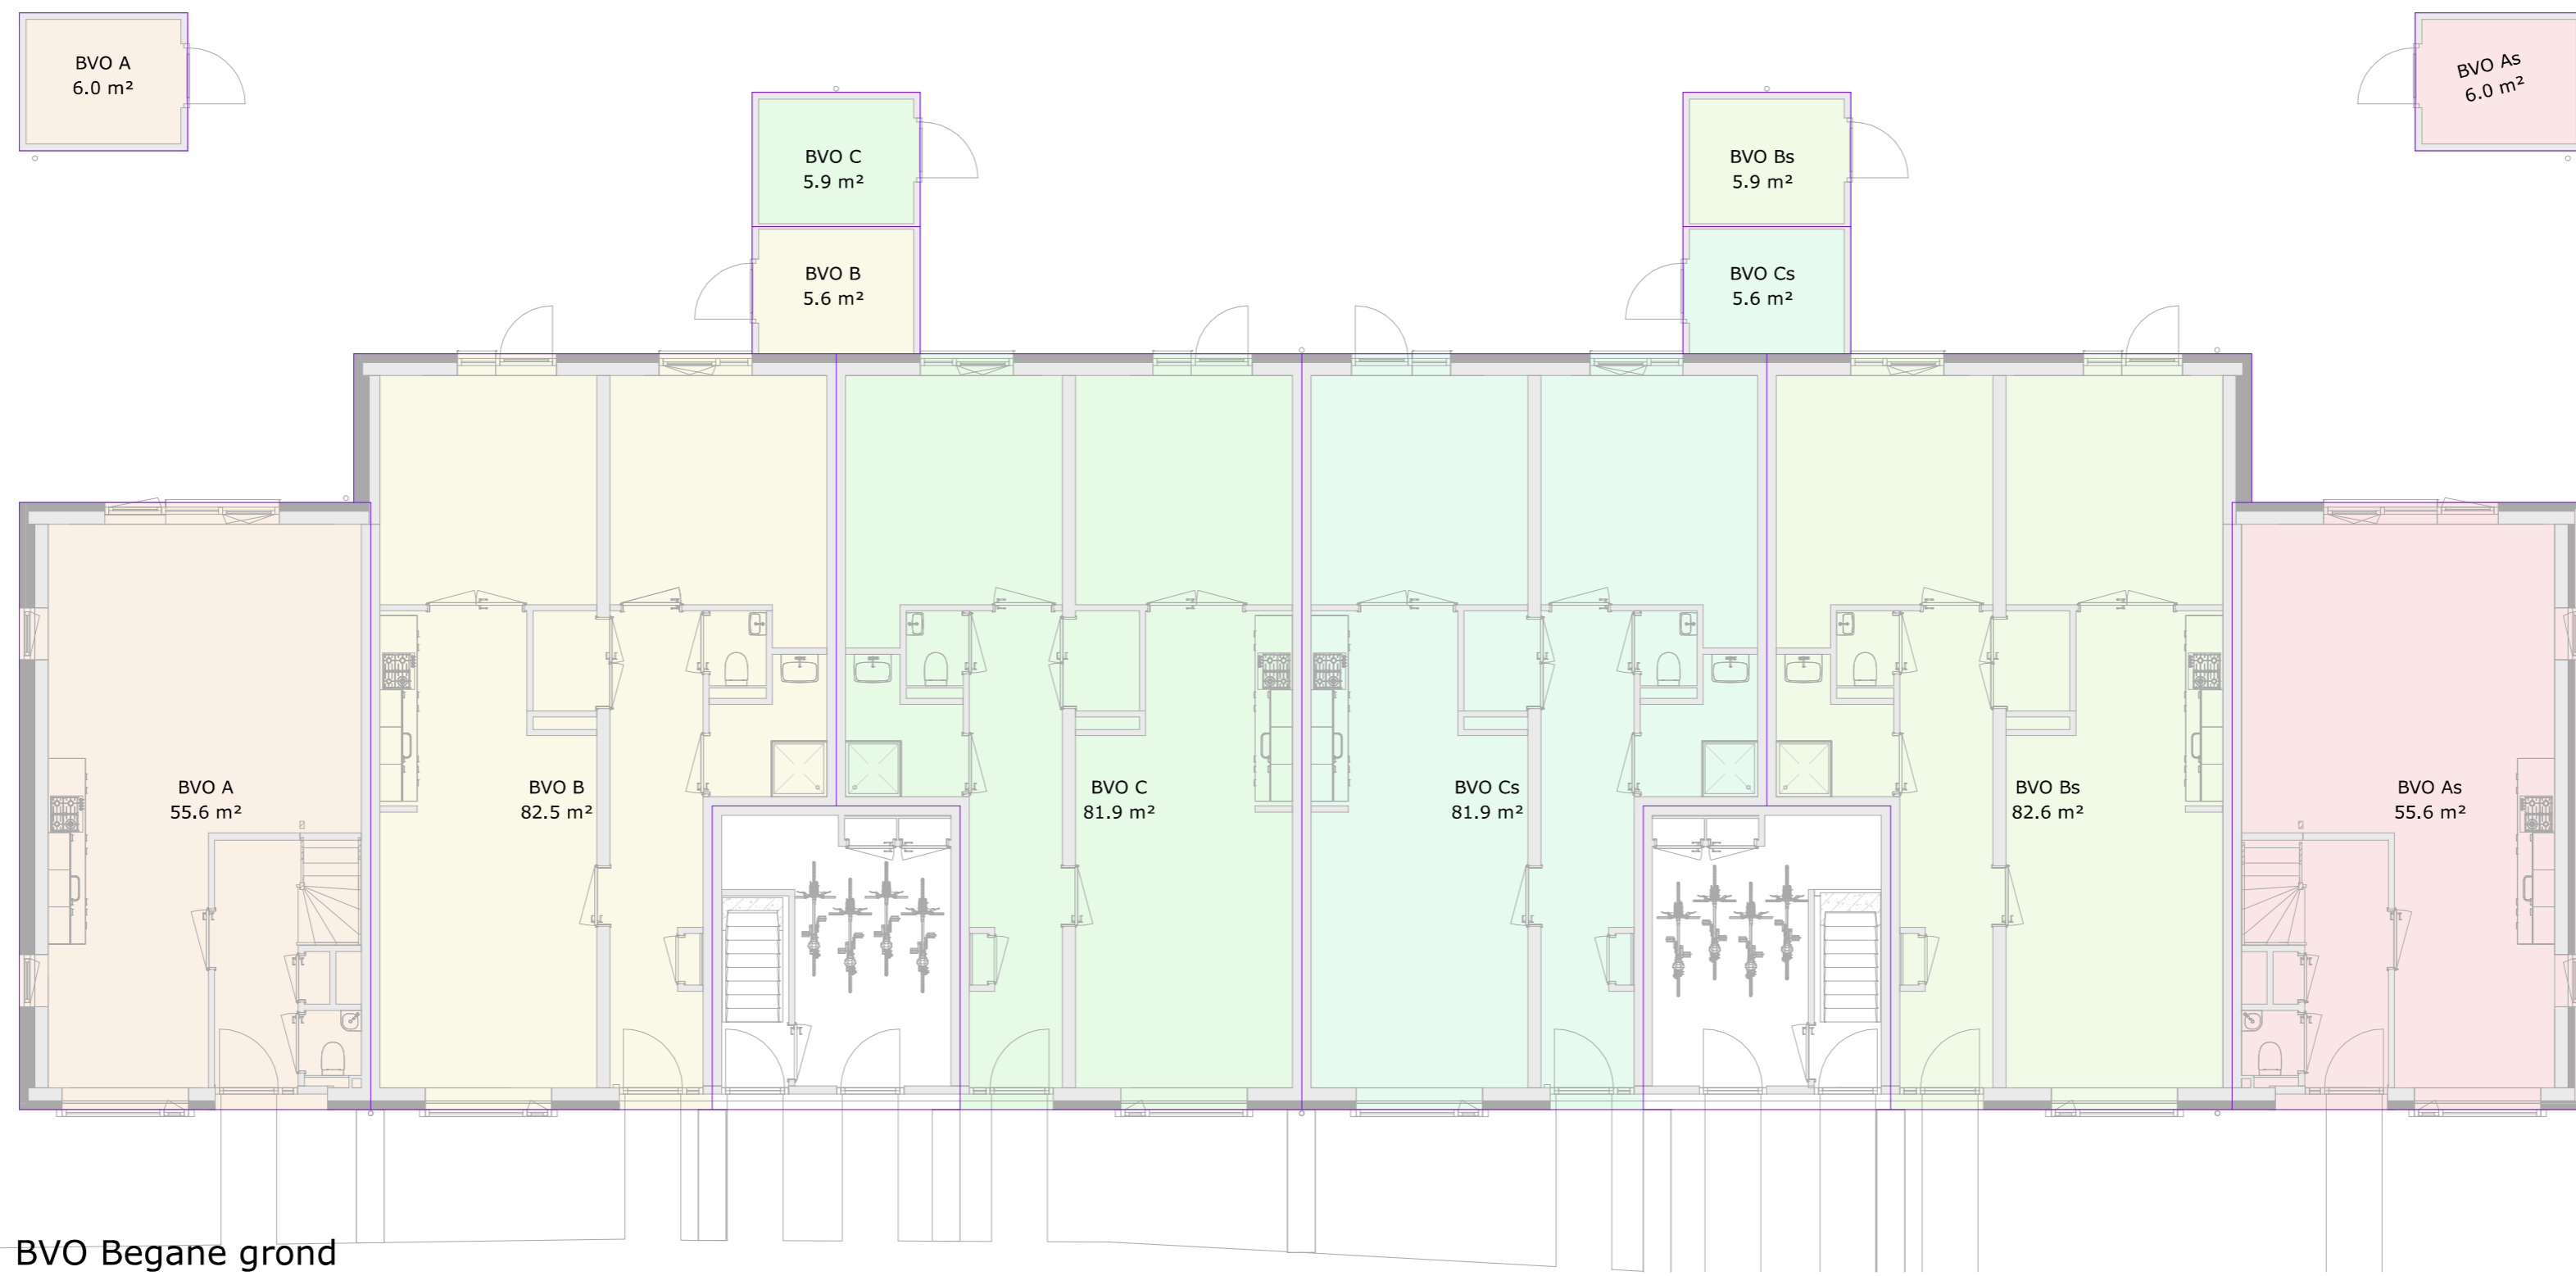 BVO A
6.0 m²
BVO As
6.0 m²
BVO C
5.9 m²
BVO Bs
5.9 m²
BVO B
5.6 m²
BVO Cs
5.6 m²
BVO A
55.6 m²
BVO B
82.5 m²
BVO C
81.9 m²
BVO Cs
81.9 m²
BVO Bs
82.6 m²
BVO As
55.6 m²
BVO Begane grond